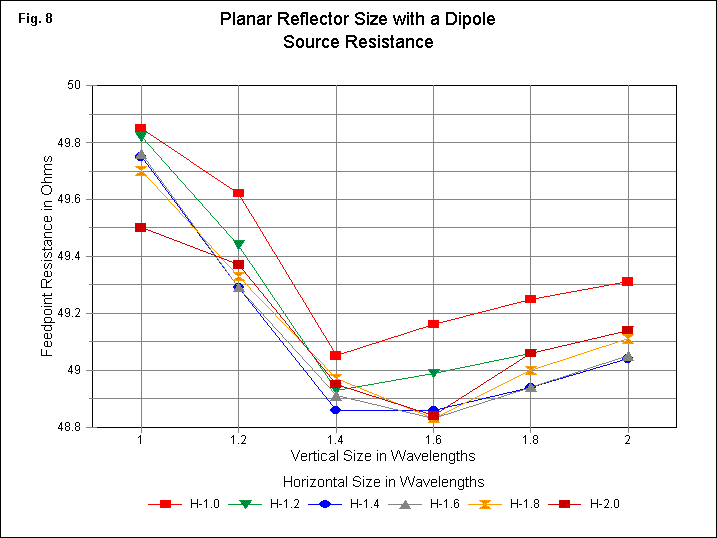 Fig. 8
Planar Reflector Size with a Dipole
Source Resistance
Feedpoint Resistance in Ohms
50
49.8
49.6
49.4
49.2
49
48.8
1 1.2 1.4 1.6 1.8 2
Vertical Size in Wavelengths
Horizontal Size in Wavelengths
H-1.0 H-1.2 H-1.4 H-1.6 H-1.8 H-2.0